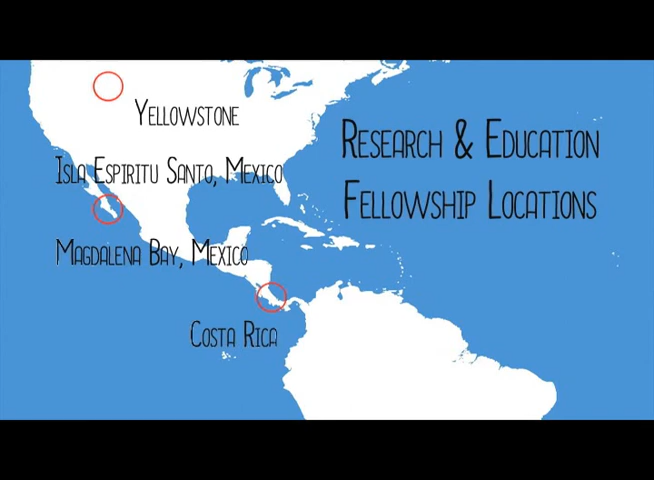 Yellowstone
Isla Espiritu Santo, Mexico
Magdalena Bay, Mexico
Costa Rica
Research & Education
Fellowship Locations